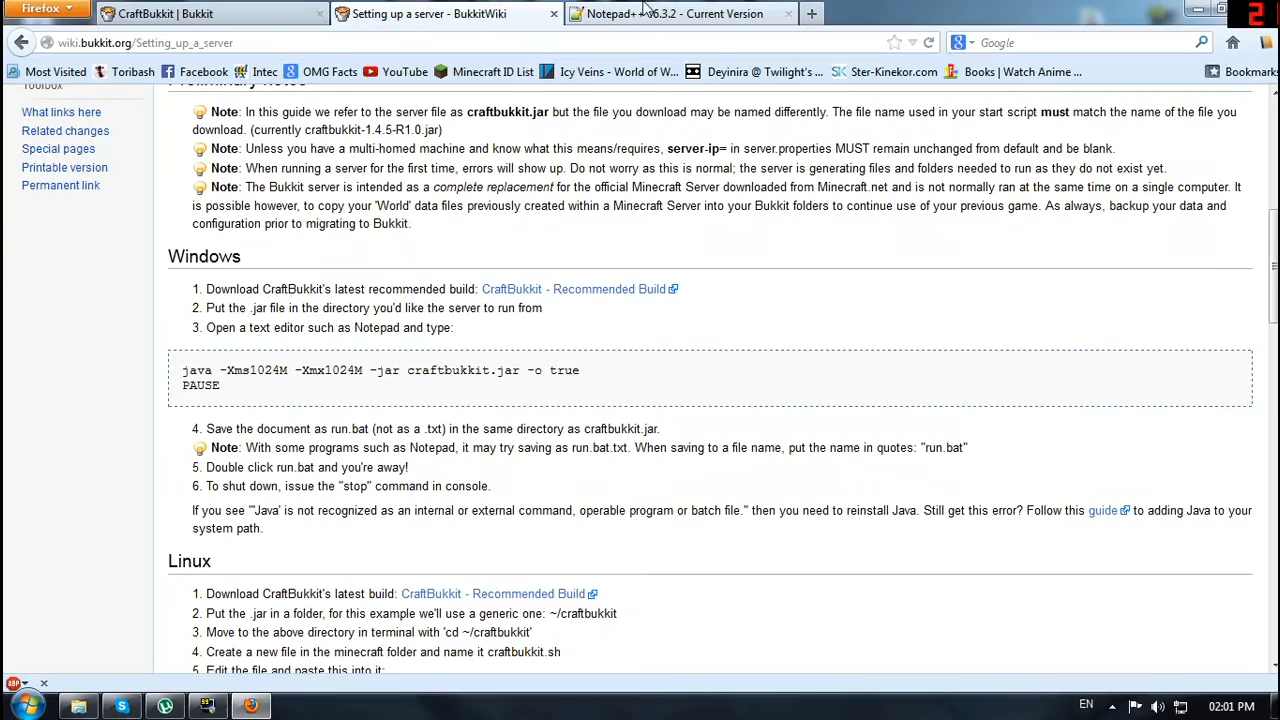 Firefox
CraftBukkit | Bukkit
Setting up a server - BukkitWiki
Notepad++ v6.3.2 - Current Version
2
wiki.bukkit.org/Setting_up_a_server
Google
Most Visited Toribash Facebook Intec OMG Facts YouTube Minecraft ID List Icy Veins - World of W... Deyinira @ Twilight's ... SK Ster-Kinekor.com Books | Watch Anime ... Bookmarks
Toolbox
What links here
Related changes
Special pages
Printable version
Permanent link
Preliminary Notes
Note: In this guide we refer to the server file as craftbukkit.jar but the file you download may be named differently. The file name used in your start script must match the name of the file you
download. (currently craftbukkit-1.4.5-R1.0.jar)
Note: Unless you have a multi-homed machine and know what this means/requires, server-ip= in server.properties MUST remain unchanged from default and be blank.
Note: When running a server for the first time, errors will show up. Do not worry as this is normal; the server is generating files and folders needed to run as they do not exist yet.
Note: The Bukkit server is intended as a complete replacement for the official Minecraft Server downloaded from Minecraft.net and is not normally ran at the same time on a single computer. It
is possible however, to copy your 'World' data files previously created within a Minecraft Server into your Bukkit folders to continue use of your previous game. As always, backup your data and
configuration prior to migrating to Bukkit.
Windows
1. Download CraftBukkit's latest recommended build: CraftBukkit - Recommended Build
2. Put the .jar file in the directory you'd like the server to run from
3. Open a text editor such as Notepad and type:
java -Xms1024M -Xmx1024M -jar craftbukkit.jar -o true
PAUSE
4. Save the document as run.bat (not as a .txt) in the same directory as craftbukkit.jar.
Note: With some programs such as Notepad, it may try saving as run.bat.txt. When saving to a file name, put the name in quotes: "run.bat"
5. Double click run.bat and you're away!
6. To shut down, issue the "stop" command in console.
If you see "'Java' is not recognized as an internal or external command, operable program or batch file." then you need to reinstall Java. Still get this error? Follow this guide to adding Java to your
system path.
Linux
1. Download CraftBukkit's latest build: CraftBukkit - Recommended Build
2. Put the .jar in a folder, for this example we'll use a generic one: ~/craftbukkit
3. Move to the above directory in terminal with 'cd ~/craftbukkit'
4. Create a new file in the minecraft folder and name it craftbukkit.sh
5. Edit the file and paste this into it:
ABP
EN
02:01 PM